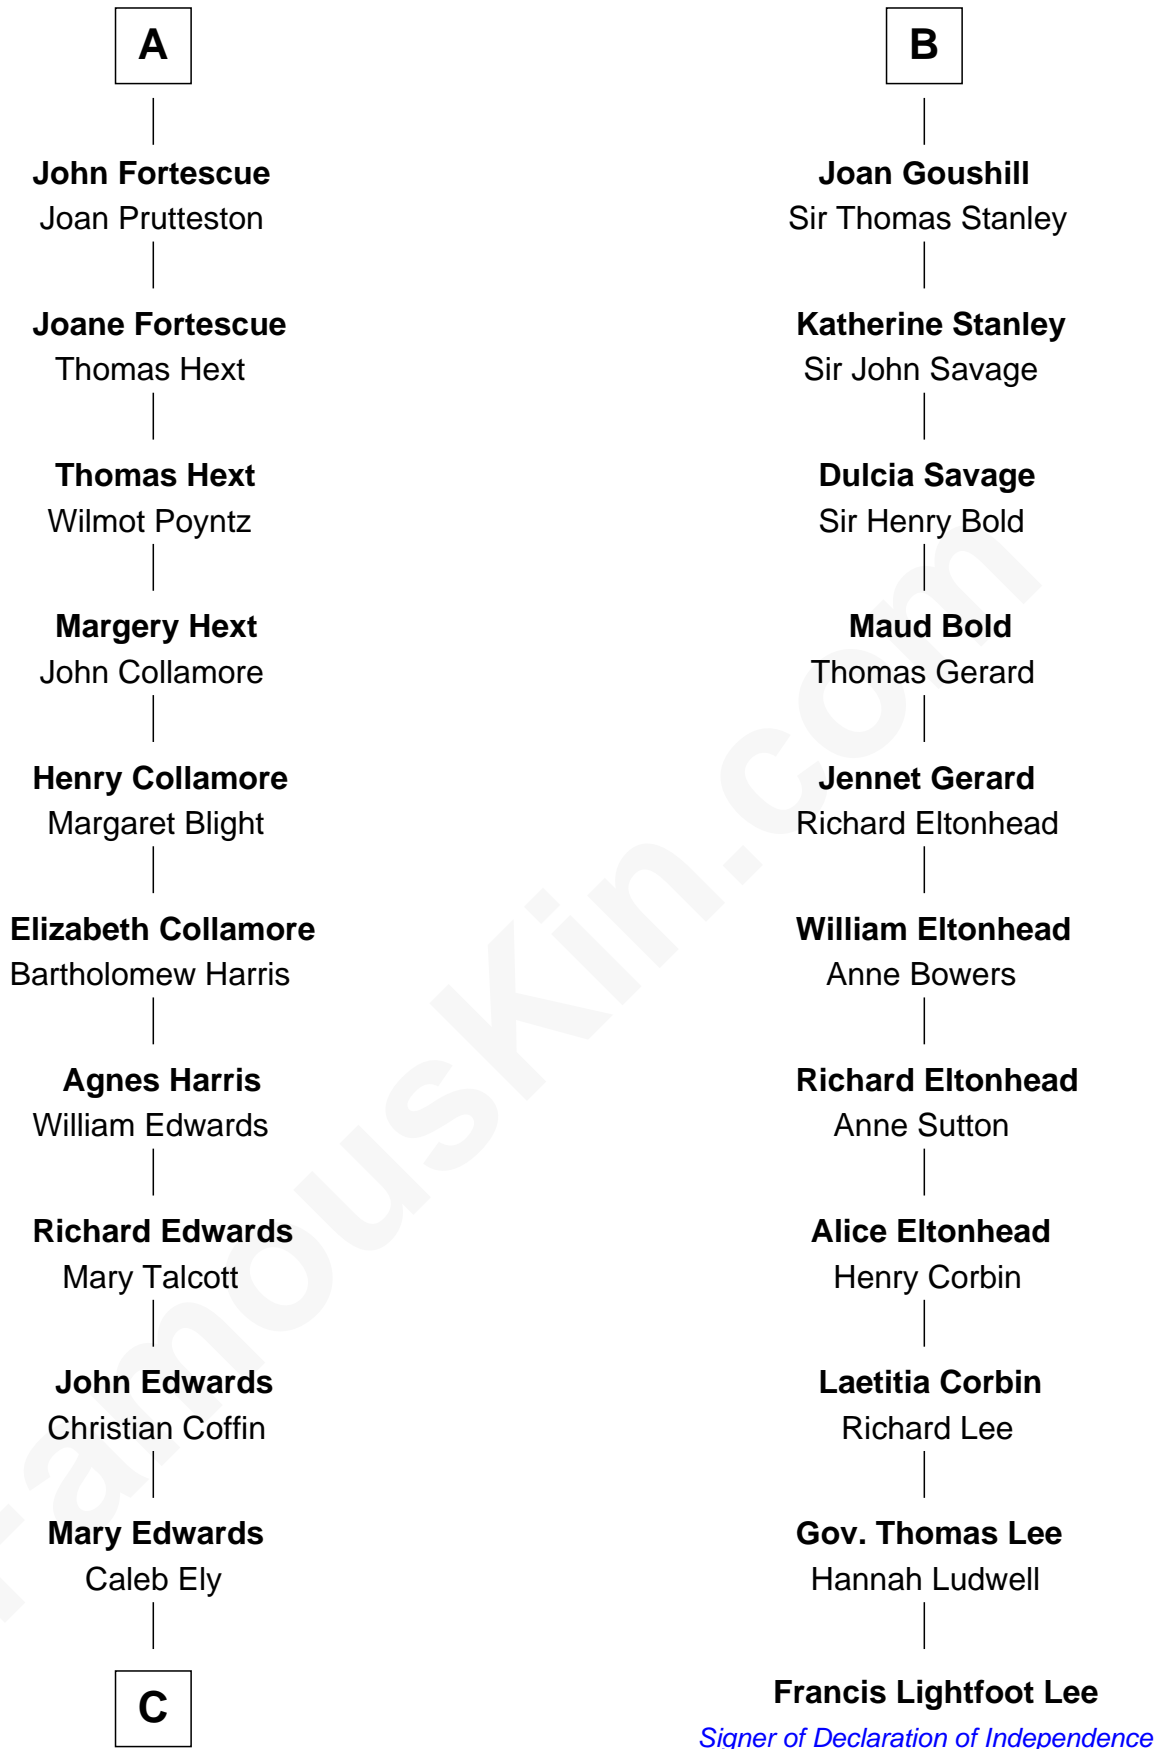 A
John Fortescue
Joan Prutteston
Joane Fortescue
Thomas Hext
Thomas Hext
Wilmot Poyntz
Margery Hext
John Collamore
Henry Collamore
Margaret Blight
Elizabeth Collamore
Bartholomew Harris
Agnes Harris
William Edwards
Richard Edwards
Mary Talcott
John Edwards
Christian Coffin
Mary Edwards
Caleb Ely
C
B
Joan Goushill
Sir Thomas Stanley
Katherine Stanley
Sir John Savage
Dulcia Savage
Sir Henry Bold
Maud Bold
Thomas Gerard
Jennet Gerard
Richard Eltonhead
William Eltonhead
Anne Bowers
Richard Eltonhead
Anne Sutton
Alice Eltonhead
Henry Corbin
Laetitia Corbin
Richard Lee
Gov. Thomas Lee
Hannah Ludwell
Francis Lightfoot Lee
Signer of Declaration of Independence
FamousKin.com